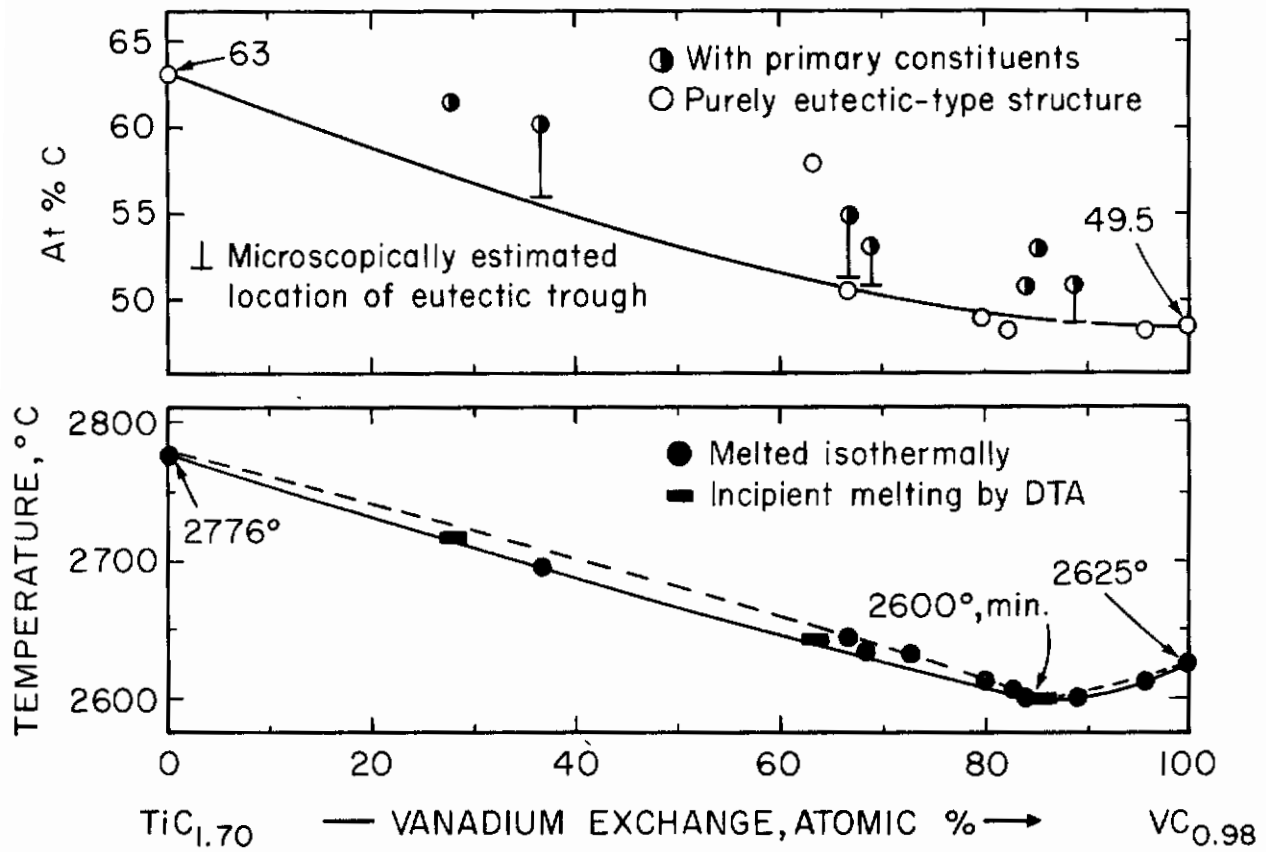 65
60
55
50
At % C
63
With primary constituents
Purely eutectic-type structure
49.5
⊥ Microscopically estimated
location of eutectic trough
2800
2700
2600
TEMPERATURE, °C
Melted isothermally
Incipient melting by DTA
2776°
2600°, min.
2625°
0 20 40 60 80 100
TiC1.70 — VANADIUM EXCHANGE, ATOMIC % → VC0.98